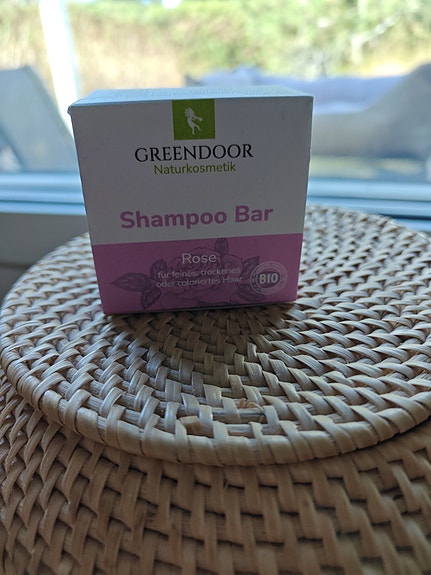 GREENDOOR
Naturkosmetik
Shampoo Bar
Rose
für feines, trockenes
oder coloriertes Haar
BIO